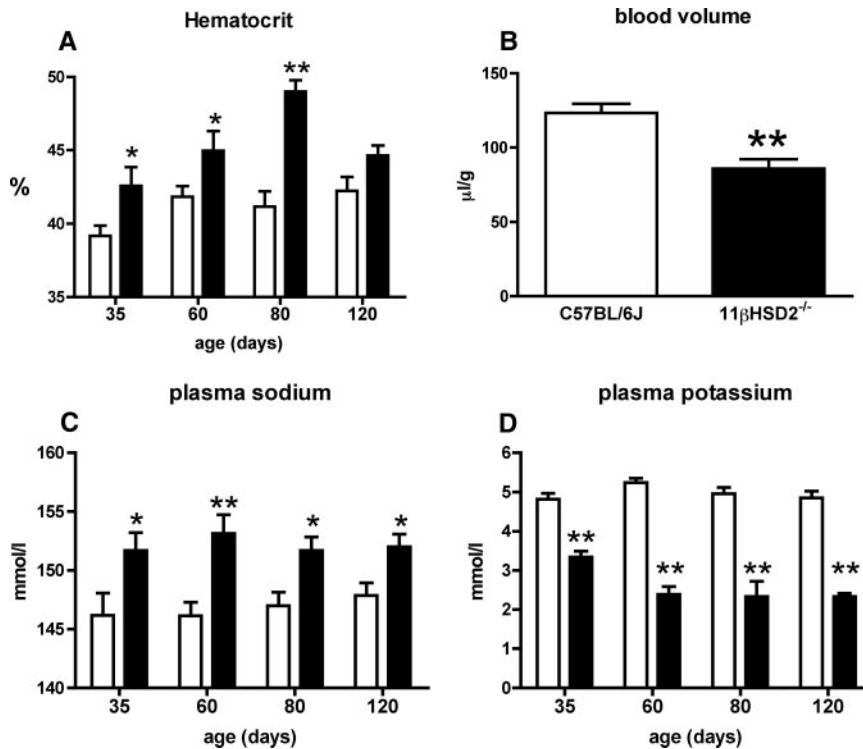 Hematocrit
A
50
45
%
40
35
* * **
35 60 80 120
age (days)
blood volume
B
150
100
µl/g
50
0
**
C57BL/6J 11βHSD2-/-
plasma sodium
C
160
155
mmol/l
150
145
140
* ** * *
35 60 80 120
age (days)
plasma potassium
D
6
5
4
mmol/l
3
2
1
0
** ** ** **
35 60 80 120
age (days)